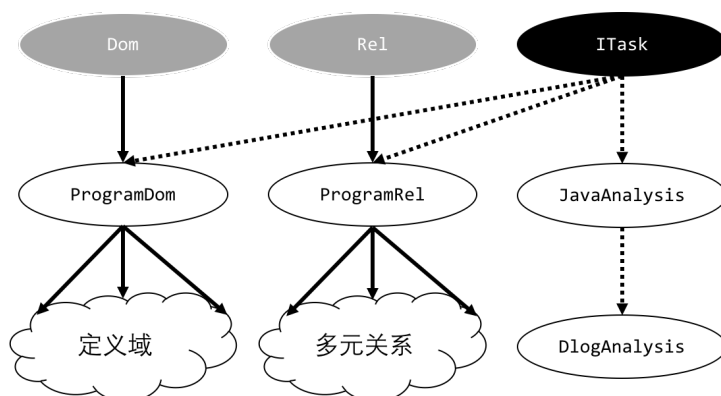 Dom
Rel
ITask
ProgramDom
ProgramRel
JavaAnalysis
定义域
多元关系
DlogAnalysis